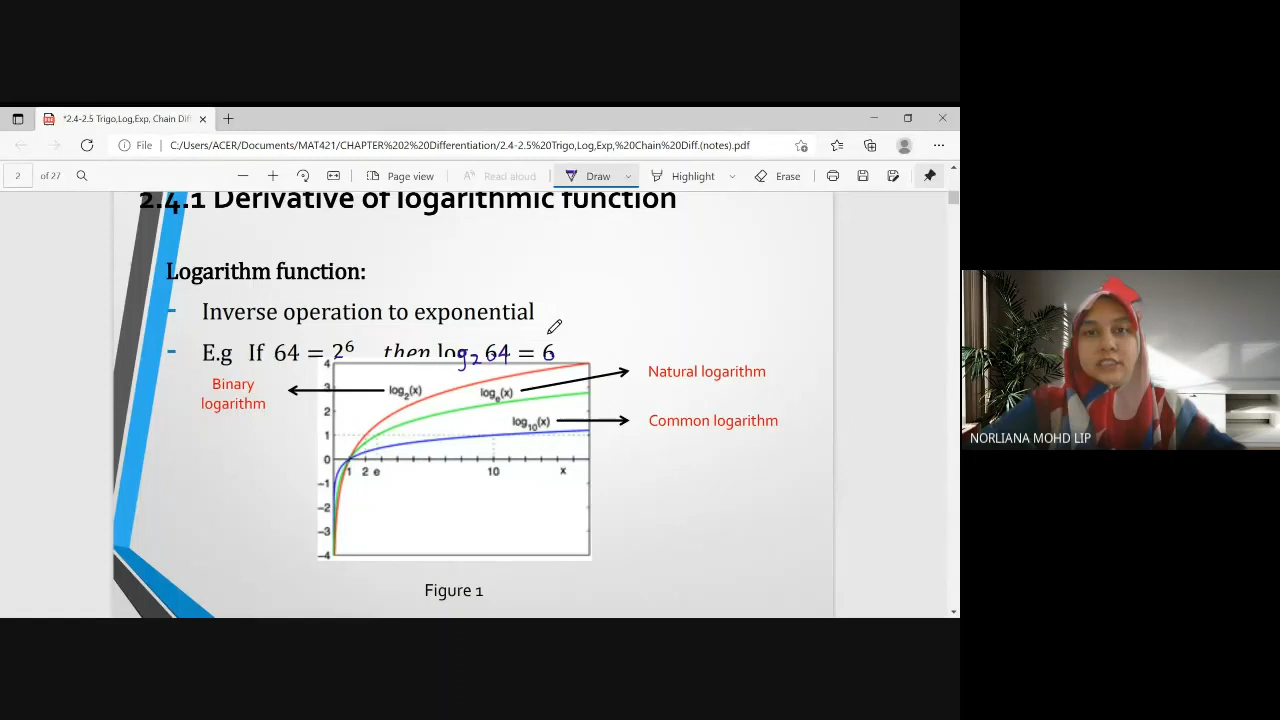 *2.4-2.5 Trigo,Log,Exp, Chain Dif
File C:/Users/ACER/Documents/MAT421/CHAPTER%202%20Differentiation/2.4-2.5%20Trigo,Log,Exp,%20Chain%20Diff.(notes).pdf
2 of 27 Page view Read aloud Draw Highlight Erase
2.4.1 Derivative of logarithmic function
Logarithm function:
- Inverse operation to exponential
- E.g If 64 = 2⁶ then log₂ 64 = 6
Binary
logarithm
log₂(x)
logₑ(x)
Natural logarithm
log₁₀(x)
Common logarithm
4
3
2
1
0
-1
-2
-3
-4
1 2 e 10 x
Figure 1
NORLIANA MOHD LIP